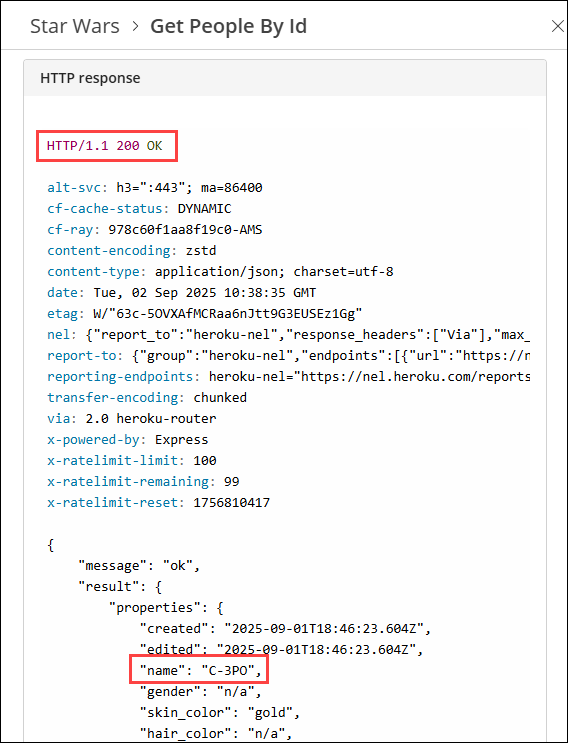 Star Wars > Get People By Id
HTTP response
HTTP/1.1 200 OK
alt-svc: h3=":443"; ma=86400
cf-cache-status: DYNAMIC
cf-ray: 978c60f1aa8f19c0-AMS
content-encoding: zstd
content-type: application/json; charset=utf-8
date: Tue, 02 Sep 2025 10:38:35 GMT
etag: W/"63c-5OVXAfMCRaa6nJtt9G3EUSEz1Gg"
nel: {"report_to":"heroku-nel","response_headers":["Via"],"max_
report-to: {"group":"heroku-nel","endpoints":[{"url":"https://n
reporting-endpoints: heroku-nel="https://nel.heroku.com/reports
transfer-encoding: chunked
via: 2.0 heroku-router
x-powered-by: Express
x-ratelimit-limit: 100
x-ratelimit-remaining: 99
x-ratelimit-reset: 1756810417
{
"message": "ok",
"result": {
"properties": {
"created": "2025-09-01T18:46:23.604Z",
"edited": "2025-09-01T18:46:23.604Z",
"name": "C-3PO",
"gender": "n/a",
"skin_color": "gold",
"hair_color": "n/a",